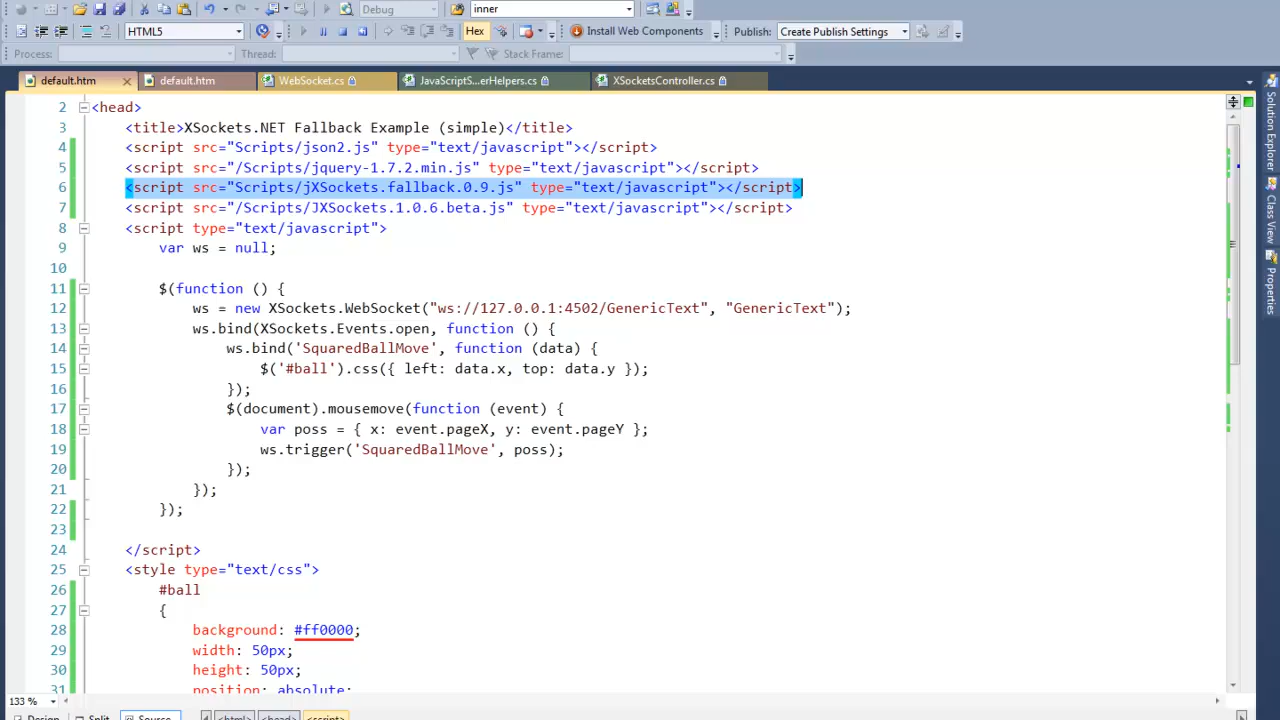 Debug
inner
HTML5
Hex
Install Web Components
Publish:
Create Publish Settings
Process:
Thread:
Stack Frame:
default.htm
default.htm
WebSocket.cs
JavaScriptS...erHelpers.cs
XSocketsController.cs
2 <head>
3 <title>XSockets.NET Fallback Example (simple)</title>
4 <script src="Scripts/json2.js" type="text/javascript"></script>
5 <script src="/Scripts/jquery-1.7.2.min.js" type="text/javascript"></script>
6 <script src="Scripts/jXSockets.fallback.0.9.js" type="text/javascript"></script>
7 <script src="/Scripts/JXSockets.1.0.6.beta.js" type="text/javascript"></script>
8 <script type="text/javascript">
9 var ws = null;
10
11 $(function () {
12 ws = new XSockets.WebSocket("ws://127.0.0.1:4502/GenericText", "GenericText");
13 ws.bind(XSockets.Events.open, function () {
14 ws.bind('SquaredBallMove', function (data) {
15 $('#ball').css({ left: data.x, top: data.y });
16 });
17 $(document).mousemove(function (event) {
18 var poss = { x: event.pageX, y: event.pageY };
19 ws.trigger('SquaredBallMove', poss);
20 });
21 });
22 });
23
24 </script>
25 <style type="text/css">
26 #ball
27 {
28 background: #ff0000;
29 width: 50px;
30 height: 50px;
31 position: absolute;
Solution Explorer
Class View
Properties
133 %
Design
Split
Source
<html>
<head>
<script>